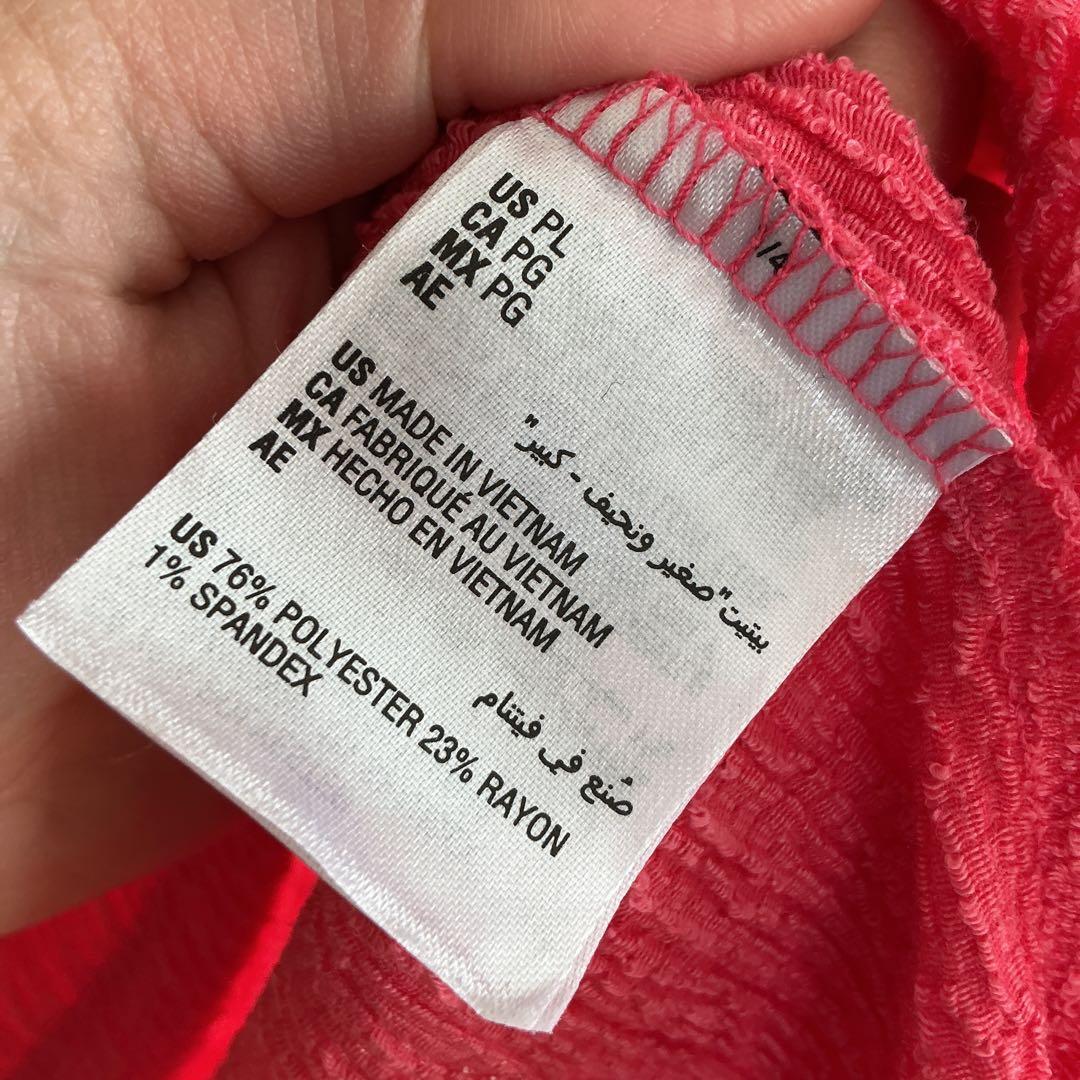 /4
US PL
CA PG
MX PG
AE
بيتيت"صغير ونحيف - كبير"
US MADE IN VIETNAM
CA FABRIQUÉ AU VIETNAM
MX HECHO EN VIETNAM
AE
صُنع في فيتنام
US 76% POLYESTER 23% RAYON
1% SPANDEX